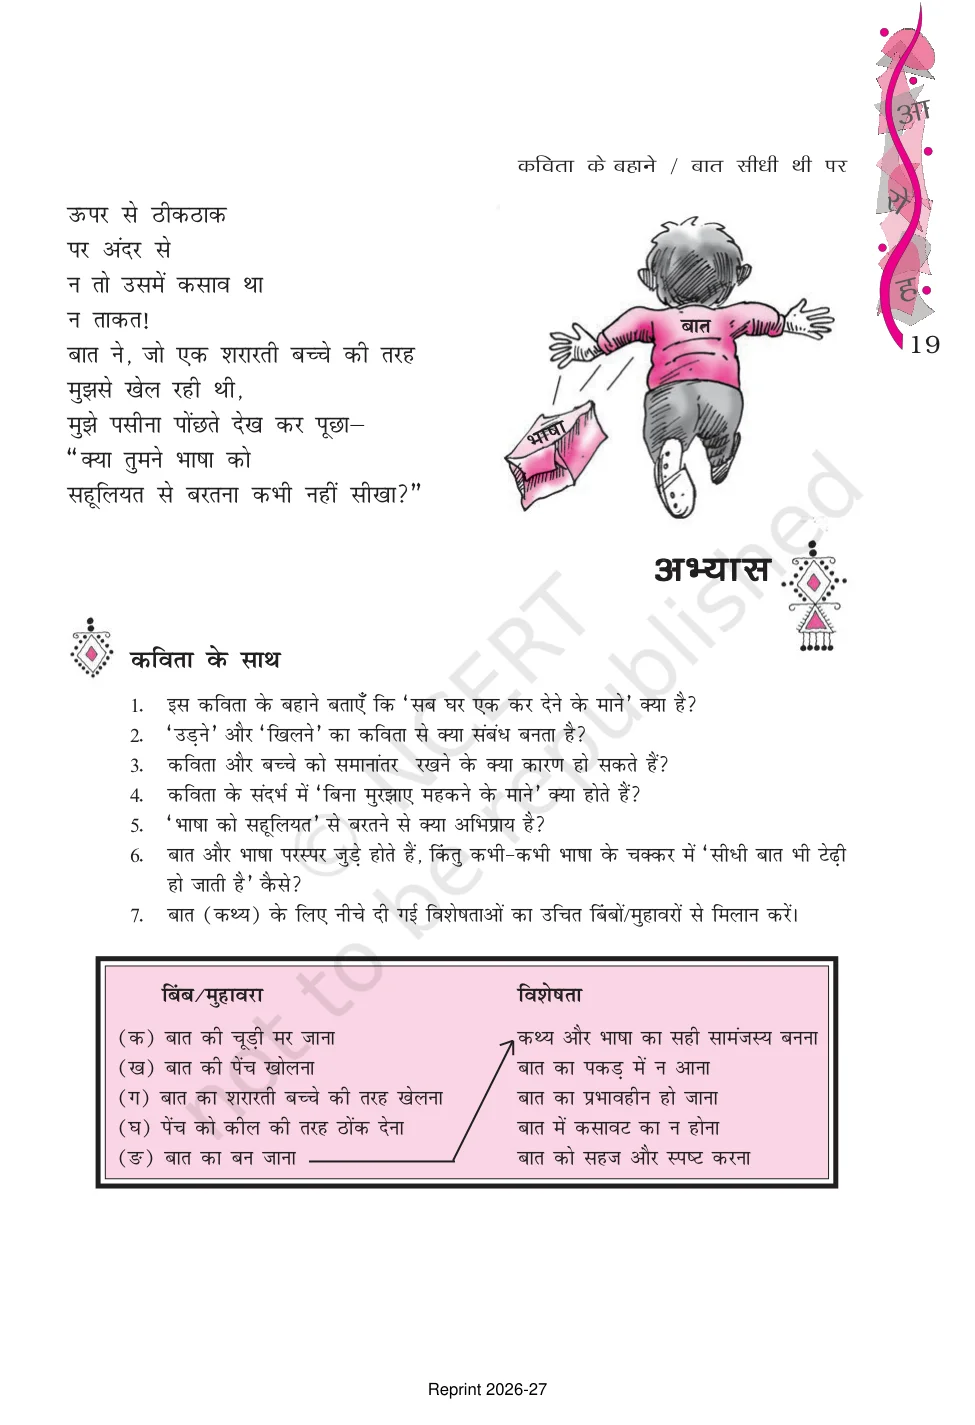 कविता के बहाने / बात सीधी थी पर
19
आ
रो
ह
ऊपर से ठीकठाक
पर अंदर से
न तो उसमें कसाव था
न ताकत!
बात ने, जो एक शरारती बच्चे की तरह
मुझसे खेल रही थी,
मुझे पसीना पोंछते देख कर पूछा–
“क्या तुमने भाषा को
सहूलियत से बरतना कभी नहीं सीखा?”
बात
भाषा
अभ्यास
कविता के साथ
1. इस कविता के बहाने बताएँ कि ‘सब घर एक कर देने के माने’ क्या है?
2. ‘उड़ने’ और ‘खिलने’ का कविता से क्या संबंध बनता है?
3. कविता और बच्चे को समानांतर रखने के क्या कारण हो सकते हैं?
4. कविता के संदर्भ में ‘बिना मुरझाए महकने के माने’ क्या होते हैं?
5. ‘भाषा को सहूलियत’ से बरतने से क्या अभिप्राय है?
6. बात और भाषा परस्पर जुड़े होते हैं, किंतु कभी-कभी भाषा के चक्कर में ‘सीधी बात भी टेढ़ी
हो जाती है’ कैसे?
7. बात (कथ्य) के लिए नीचे दी गई विशेषताओं का उचित बिंबों/मुहावरों से मिलान करें।
बिंब/मुहावरा विशेषता
(क) बात की चूड़ी मर जाना कथ्य और भाषा का सही सामंजस्य बनना
(ख) बात की पेंच खोलना बात का पकड़ में न आना
(ग) बात का शरारती बच्चे की तरह खेलना बात का प्रभावहीन हो जाना
(घ) पेंच को कील की तरह ठोंक देना बात में कसावट का न होना
(ङ) बात का बन जाना बात को सहज और स्पष्ट करना
© NCERT
not to be republished
Reprint 2026-27